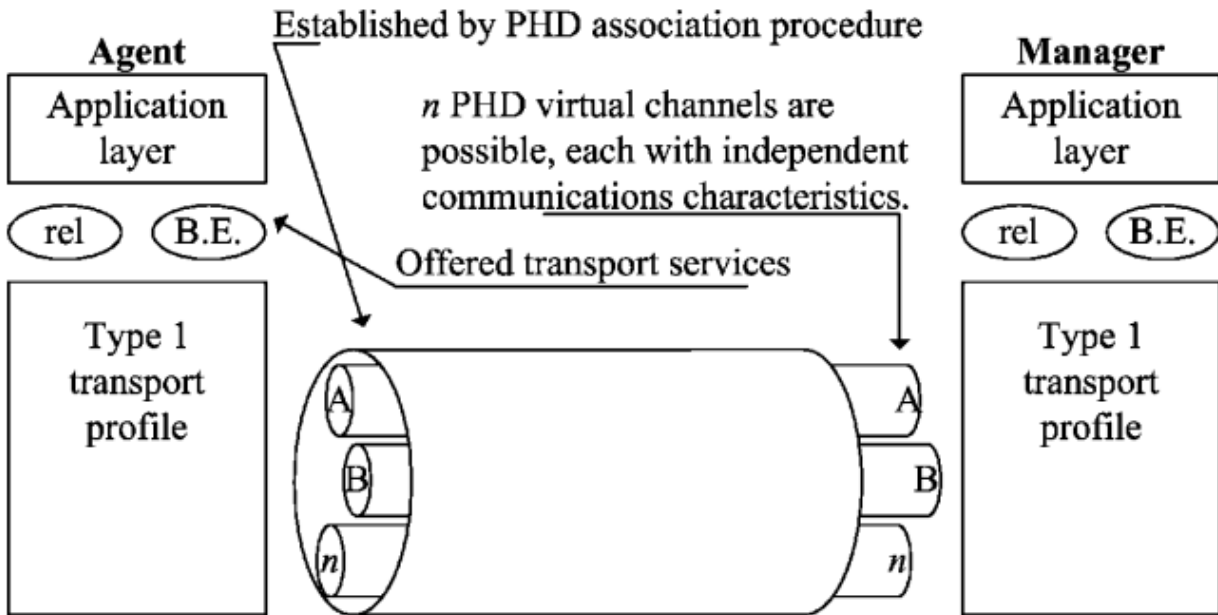 Established by PHD association procedure
Agent
Manager
Application
layer
n PHD virtual channels are
possible, each with independent
communications characteristics.
Application
layer
rel
B.E.
rel
B.E.
Offered transport services
Type 1
transport
profile
A
B
n
A
B
n
Type 1
transport
profile